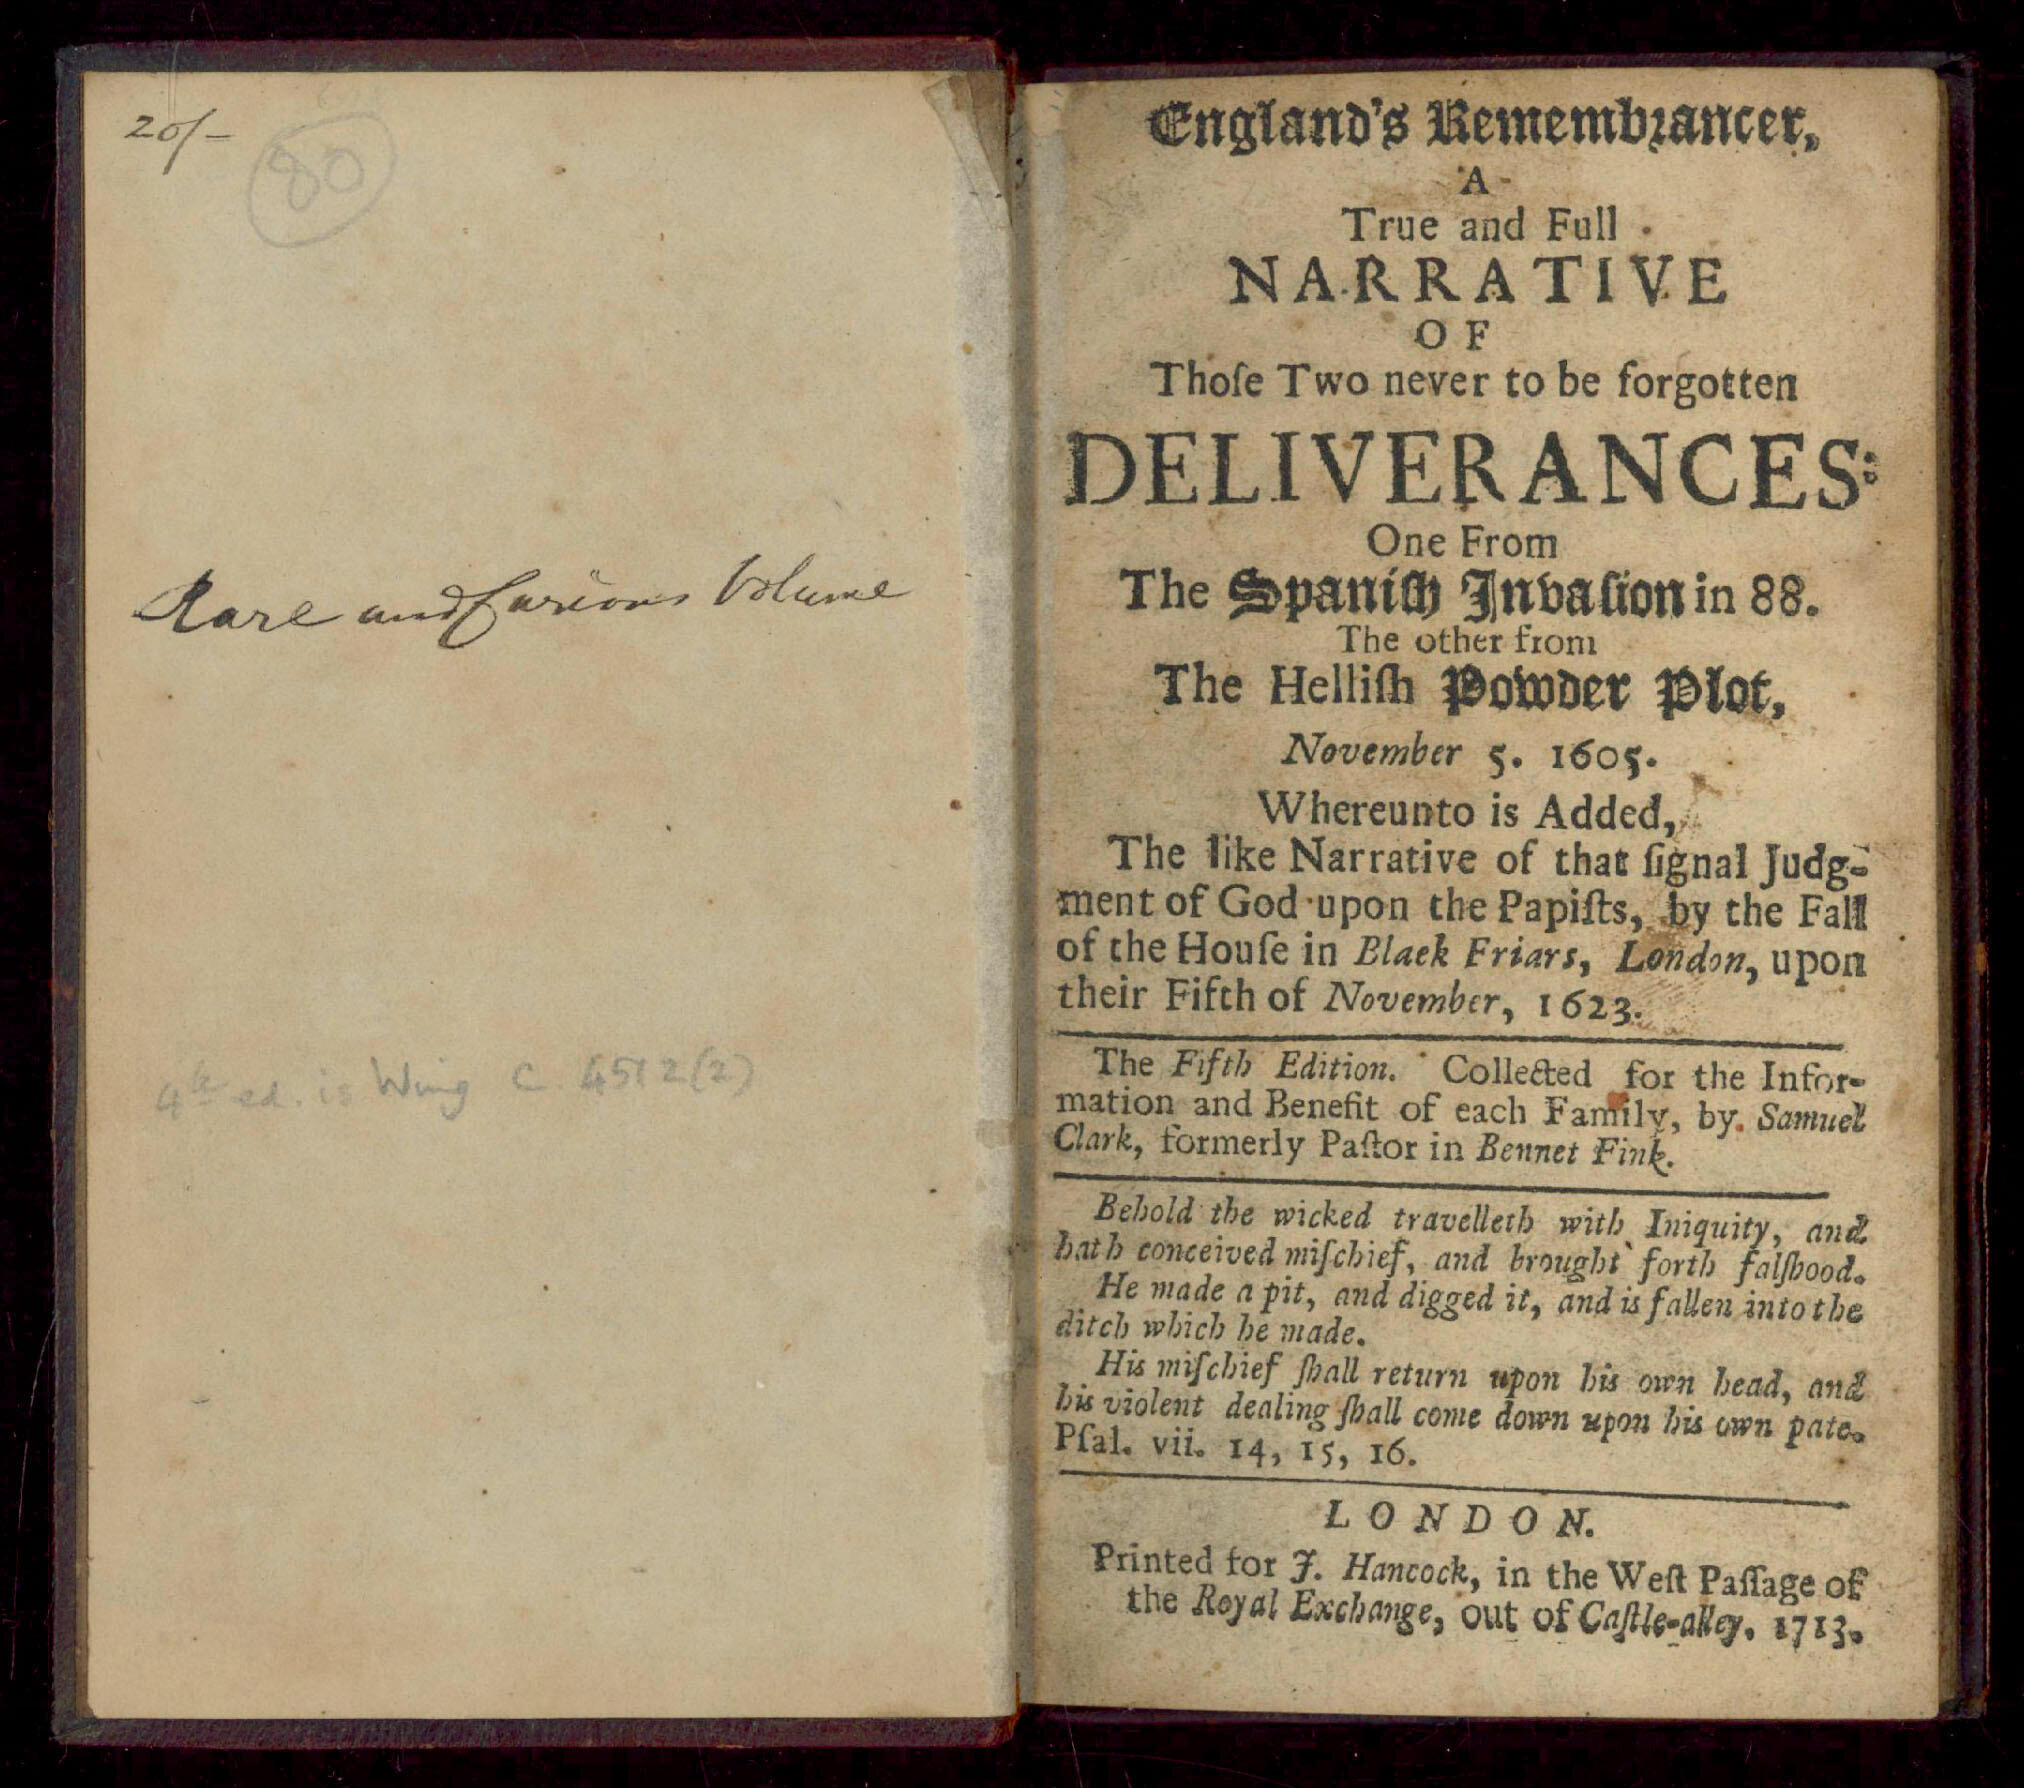 20/-
80
Rare and Curious Volume
4th ed. is Wing C. 4512(2)
England's Remembrancer,
A
True and Full
NARRATIVE
OF
Thoſe Two never to be forgotten
DELIVERANCES:
One From
The Spaniſh Invaſion in 88.
The other from
The Helliſh Powder Plot,
November 5. 1605.
Whereunto is Added,
The like Narrative of that ſignal Judg-
ment of God upon the Papiſts, by the Fall
of the Houſe in Black Friars, London, upon
their Fifth of November, 1623.
The Fifth Edition. Collected for the Infor-
mation and Benefit of each Family, by Samuel
Clark, formerly Paſtor in Bennet Fink.
Behold the wicked travelleth with Iniquity, and
hath conceived miſchief, and brought forth falſhood.
He made a pit, and digged it, and is fallen into the
ditch which he made.
His miſchief ſhall return upon his own head, and
his violent dealing ſhall come down upon his own pate.
Pſal. vii. 14, 15, 16.
LONDON.
Printed for J. Hancock, in the Weſt Paſſage of
the Royal Exchange, out of Caſtle-alley. 1713.